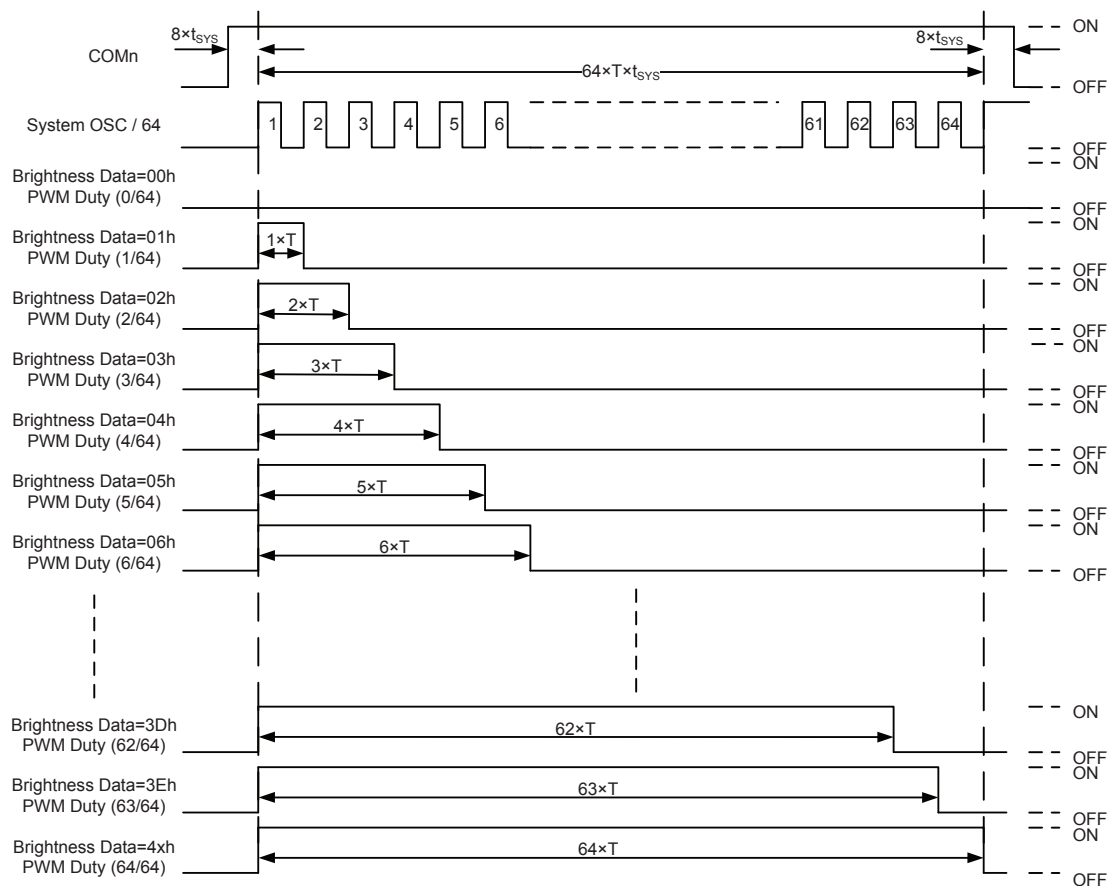 COMn
8×tSYS
8×tSYS
ON
64×T×tSYS
OFF
System OSC / 64
1 2 3 4 5 6 61 62 63 64
OFF
ON
Brightness Data=00h
PWM Duty (0/64)
OFF
ON
Brightness Data=01h
PWM Duty (1/64)
1×T
OFF
ON
Brightness Data=02h
PWM Duty (2/64)
2×T
OFF
ON
Brightness Data=03h
PWM Duty (3/64)
3×T
OFF
ON
Brightness Data=04h
PWM Duty (4/64)
4×T
OFF
ON
Brightness Data=05h
PWM Duty (5/64)
5×T
OFF
ON
Brightness Data=06h
PWM Duty (6/64)
6×T
OFF
ON
Brightness Data=3Dh
PWM Duty (62/64)
62×T
OFF
ON
Brightness Data=3Eh
PWM Duty (63/64)
63×T
OFF
ON
Brightness Data=4xh
PWM Duty (64/64)
64×T
OFF